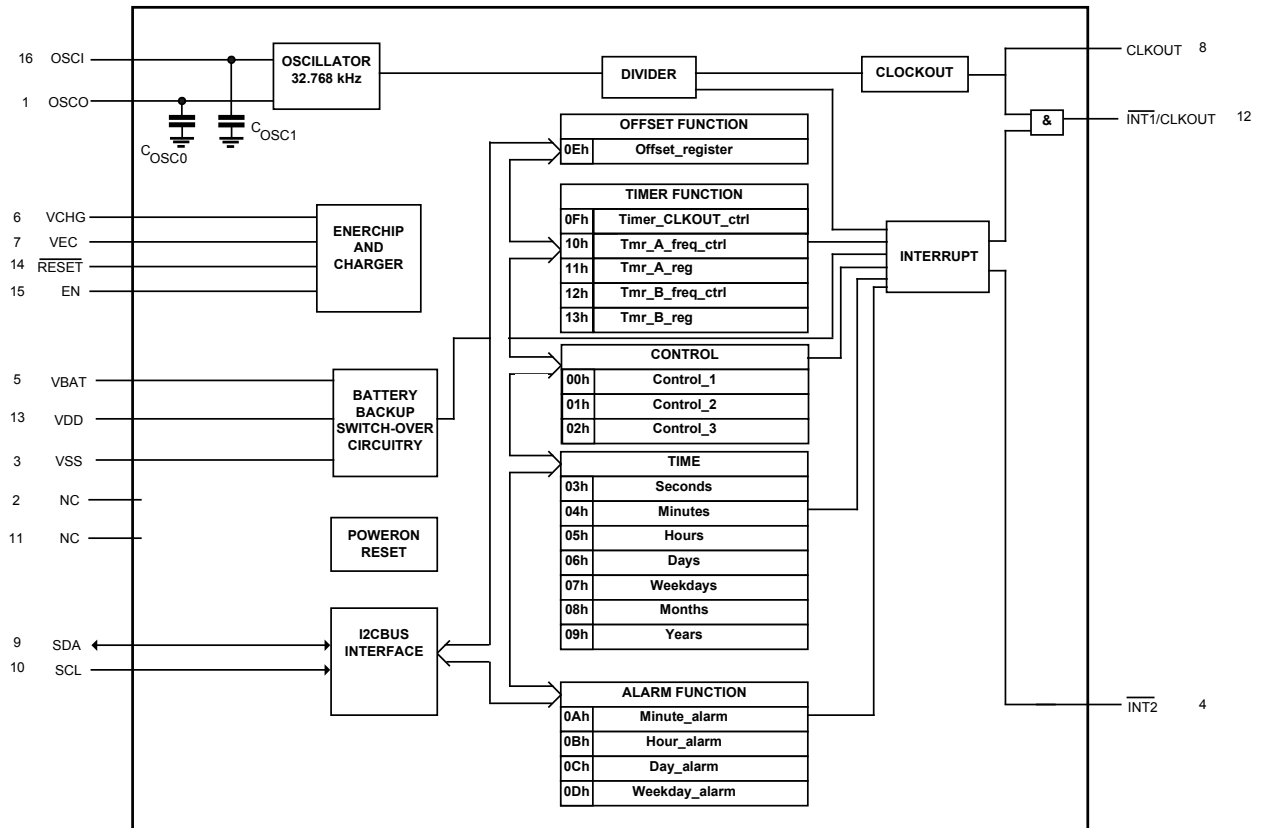 16 OSCI
1 OSCO
OSCILLATOR
32.768 kHz
COSC0
COSC1
DIVIDER
CLOCKOUT
CLKOUT 8
&
INT1/CLKOUT 12
6 VCHG
7 VEC
14 RESET
15 EN
ENERCHIP
AND
CHARGER
5 VBAT
13 VDD
3 VSS
BATTERY
BACKUP
SWITCH-OVER
CIRCUITRY
2 NC
11 NC
POWERON
RESET
9 SDA
10 SCL
I2CBUS
INTERFACE
OFFSET FUNCTION
0Eh Offset_register
TIMER FUNCTION
0Fh Timer_CLKOUT_ctrl
10h Tmr_A_freq_ctrl
11h Tmr_A_reg
12h Tmr_B_freq_ctrl
13h Tmr_B_reg
CONTROL
00h Control_1
01h Control_2
02h Control_3
TIME
03h Seconds
04h Minutes
05h Hours
06h Days
07h Weekdays
08h Months
09h Years
ALARM FUNCTION
0Ah Minute_alarm
0Bh Hour_alarm
0Ch Day_alarm
0Dh Weekday_alarm
INTERRUPT
INT2 4